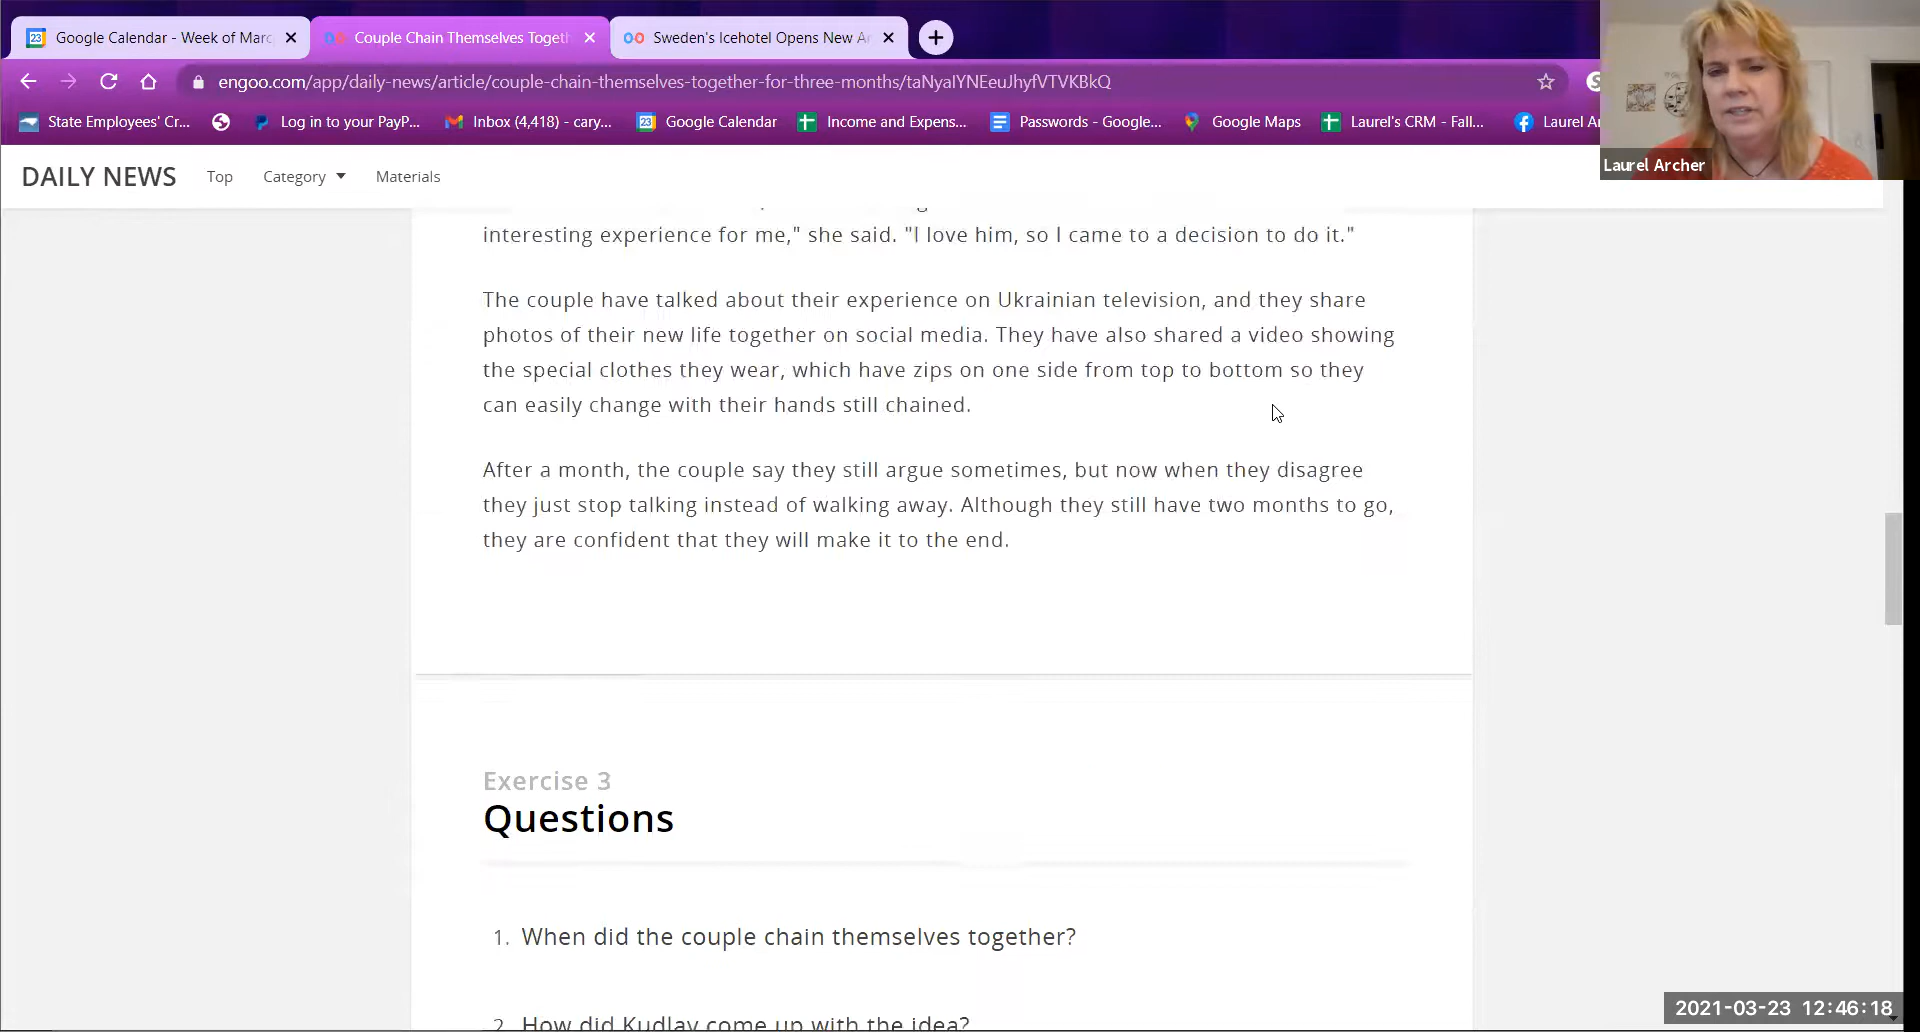 Google Calendar - Week of Marc
Couple Chain Themselves Togeth
Sweden's Icehotel Opens New A
engoo.com/app/daily-news/article/couple-chain-themselves-together-for-three-months/taNyaIYNEeuJhyfVTVKBkQ
State Employees' Cr...
Log in to your PayP...
Inbox (4,418) - cary...
Google Calendar
Income and Expens...
Passwords - Google...
Google Maps
Laurel's CRM - Fall...
Laurel Ar
Laurel Archer
DAILY NEWS
Top
Category
Materials
interesting experience for me," she said. "I love him, so I came to a decision to do it."
The couple have talked about their experience on Ukrainian television, and they share
photos of their new life together on social media. They have also shared a video showing
the special clothes they wear, which have zips on one side from top to bottom so they
can easily change with their hands still chained.
After a month, the couple say they still argue sometimes, but now when they disagree
they just stop talking instead of walking away. Although they still have two months to go,
they are confident that they will make it to the end.
Exercise 3
Questions
1. When did the couple chain themselves together?
2. How did Kudlay come up with the idea?
2021-03-23 12:46:18